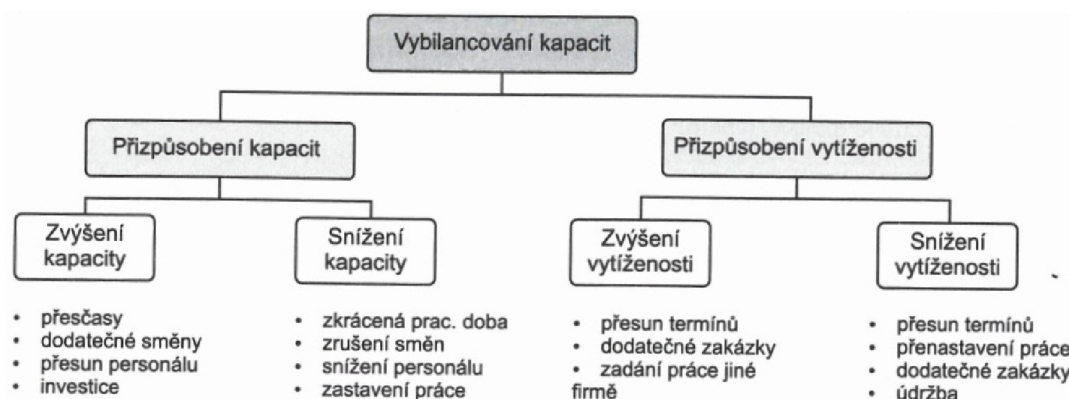 Vybilancování kapacit
Přizpůsobení kapacit
Přizpůsobení vytíženosti
Zvýšení
kapacity
Snížení
kapacity
Zvýšení
vytíženosti
Snížení
vytíženosti
• přesčasy
• dodatečné směny
• přesun personálu
• investice
• zkrácená prac. doba
• zrušení směn
• snížení personálu
• zastavení práce
• přesun termínů
• dodatečné zakázky
• zadání práce jiné
firmě
• přesun termínů
• přenastavení práce
• dodatečné zakázky
• údržba